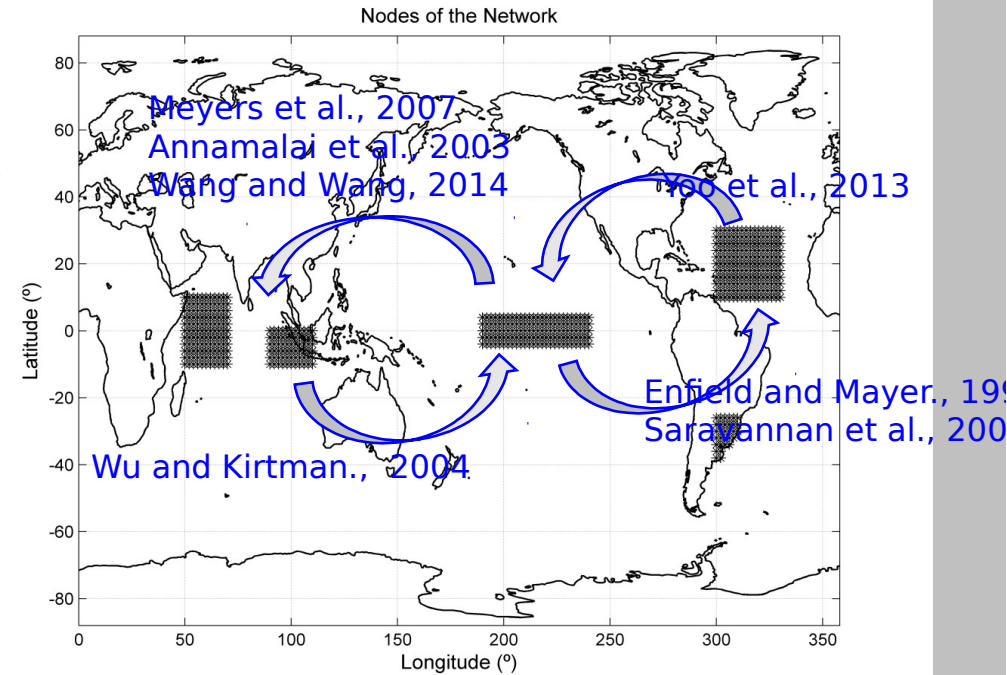 Nodes of the Network
80
60
40
20
0
-20
-40
-60
-80
Latitude (º)
Meyers et al., 2007
Annamalai et al., 2003
Wang and Wang, 2014
et al., 2013
Enfield and Mayer., 199
Saravannan et al., 200
Wu and Kirtman., 2004
0 50 100 150 200 250 300 350
Longitude (º)